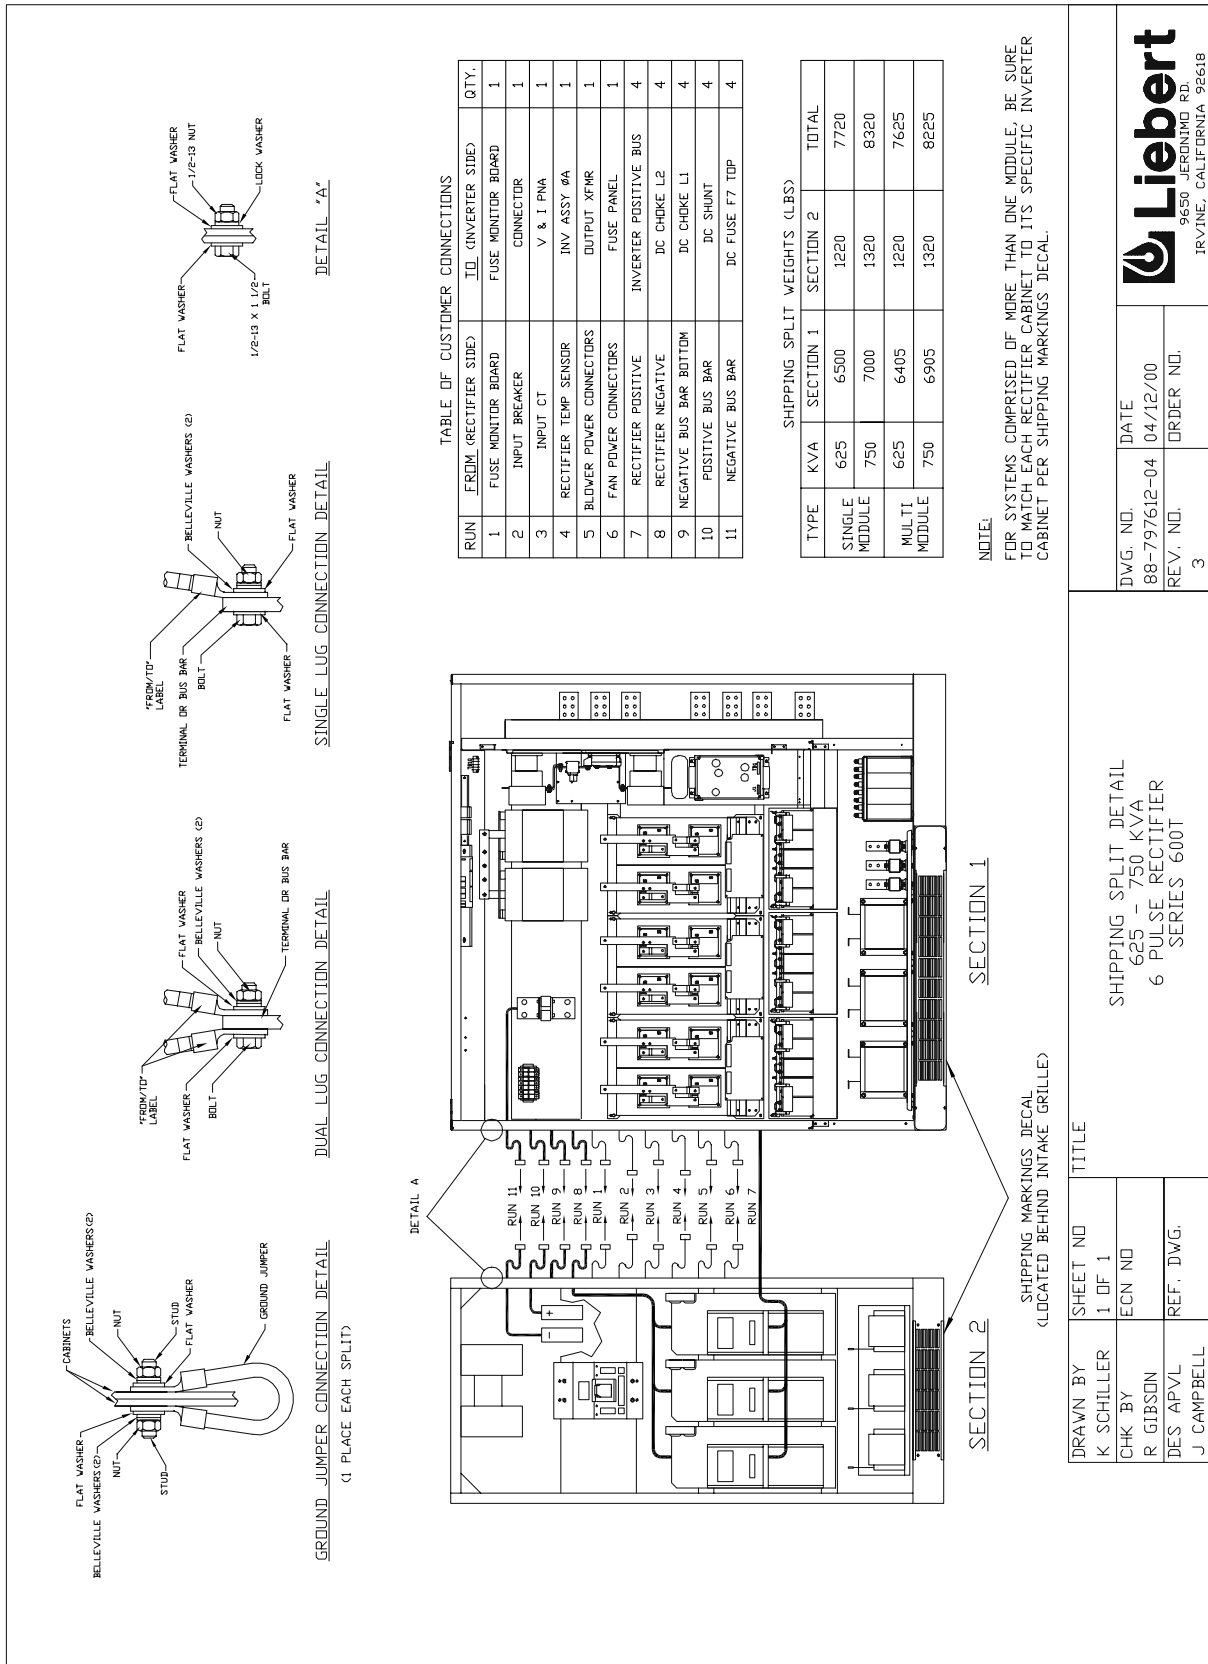 CABINETS
BELLEVILLE WASHERS(2)
NUT
STUD
FLAT WASHER
GROUND JUMPER
FLAT WASHER
BELLEVILLE WASHERS(2)
NUT
STUD
GROUND JUMPER CONNECTION DETAIL
(1 PLACE EACH SPLIT)
"FROM/TO"
LABEL
FLAT WASHER
BOLT
FLAT WASHER
BELLEVILLE WASHERS (2)
NUT
TERMINAL OR BUS BAR
DUAL LUG CONNECTION DETAIL
"FROM/TO"
LABEL
TERMINAL OR BUS BAR
BOLT
FLAT WASHER
BELLEVILLE WASHERS (2)
NUT
FLAT WASHER
SINGLE LUG CONNECTION DETAIL
FLAT WASHER
1/2-13 X 1 1/2
BOLT
FLAT WASHER
1/2-13 NUT
LOCK WASHER
DETAIL "A"
DETAIL A
RUN 11
RUN 10
RUN 9
RUN 8
RUN 1
RUN 2
RUN 3
RUN 4
RUN 5
RUN 6
RUN 7
+
-
SECTION 2
SECTION 1
SHIPPING MARKINGS DECAL
(LOCATED BEHIND INTAKE GRILLE)
TABLE OF CUSTOMER CONNECTIONS
RUN FROM (RECTIFIER SIDE) TO (INVERTER SIDE) QTY.
1 FUSE MONITOR BOARD FUSE MONITOR BOARD 1
2 INPUT BREAKER CONNECTOR 1
3 INPUT CT V & I PNA 1
4 RECTIFIER TEMP SENSOR INV ASSY ØA 1
5 BLOWER POWER CONNECTORS OUTPUT XFMR 1
6 FAN POWER CONNECTORS FUSE PANEL 1
7 RECTIFIER POSITIVE INVERTER POSITIVE BUS 4
8 RECTIFIER NEGATIVE DC CHOKE L2 4
9 NEGATIVE BUS BAR BOTTOM DC CHOKE L1 4
10 POSITIVE BUS BAR DC SHUNT 4
11 NEGATIVE BUS BAR DC FUSE F7 TOP 4
SHIPPING SPLIT WEIGHTS (LBS)
TYPE KVA SECTION 1 SECTION 2 TOTAL
SINGLE MODULE 625 6500 1220 7720
750 7000 1320 8320
MULTI MODULE 625 6405 1220 7625
750 6905 1320 8225
NOTE:
FOR SYSTEMS COMPRISED OF MORE THAN ONE MODULE, BE SURE
TO MATCH EACH RECTIFIER CABINET TO ITS SPECIFIC INVERTER
CABINET PER SHIPPING MARKINGS DECAL.
DRAWN BY
K SCHILLER
CHK BY
R GIBSON
DES APVL
J CAMPBELL
SHEET NO
1 OF 1
ECN NO
REF. DWG.
TITLE
SHIPPING SPLIT DETAIL
625 - 750 KVA
6 PULSE RECTIFIER
SERIES 600T
DWG. NO.
88-797612-04
REV. NO.
3
DATE
04/12/00
ORDER NO.
Liebert
9650 JERONIMO RD.
IRVINE, CALIFORNIA 92618